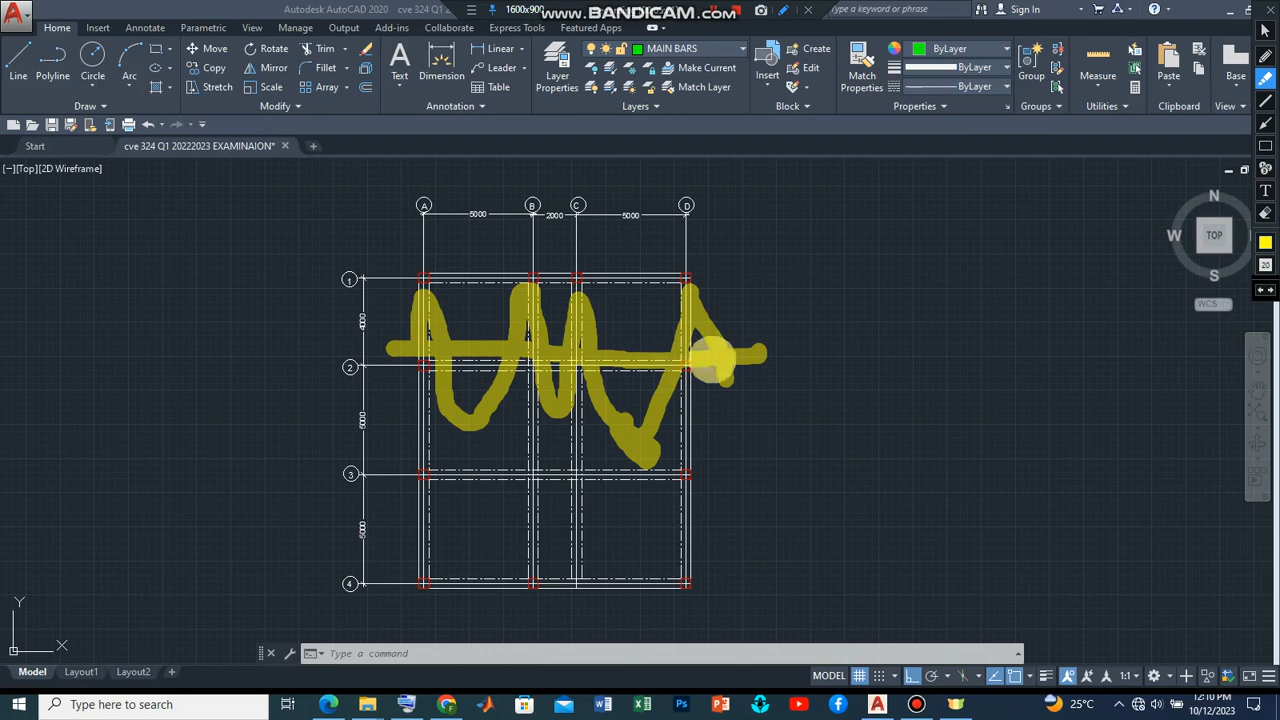 Autodesk AutoCAD 2020 cve 324 Q1
1600x900
www.BANDICAM.com
Type a keyword or phrase
Sign In
Home Insert Annotate Parametric View Manage Output Collaborate Express Tools Featured Apps
Line Polyline Circle Arc
Move Rotate Trim
Copy Mirror Fillet
Stretch Scale Array
Text Dimension
Linear
Leader
Table
Layer Properties
MAIN BARS
Make Current
Match Layer
Insert
Create
Edit
Match Properties
ByLayer
ByLayer
ByLayer
Group
Measure
Paste
Base
Draw Modify Annotation Layers Block Properties Groups Utilities Clipboard View
Start cve 324 Q1 20222023 EXAMINAION*
[−][Top][2D Wireframe]
A B C D
5000 2000 5000
1
4000
2
5000
3
5000
4
N
W TOP
S
WCS
20
Y
X
Type a command
Model Layout1 Layout2
MODEL 1:1
Type here to search
25°C
12:10 PM
10/12/2023